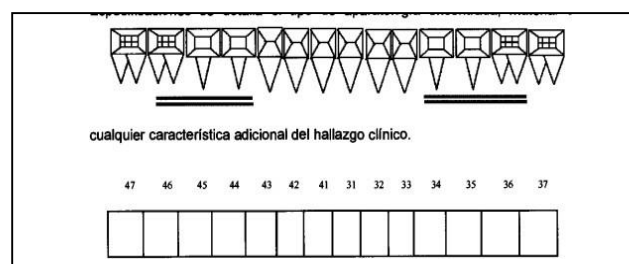 cualquier característica adicional del hallazgo clínico.
47 46 45 44 43 42 41 31 32 33 34 35 36 37